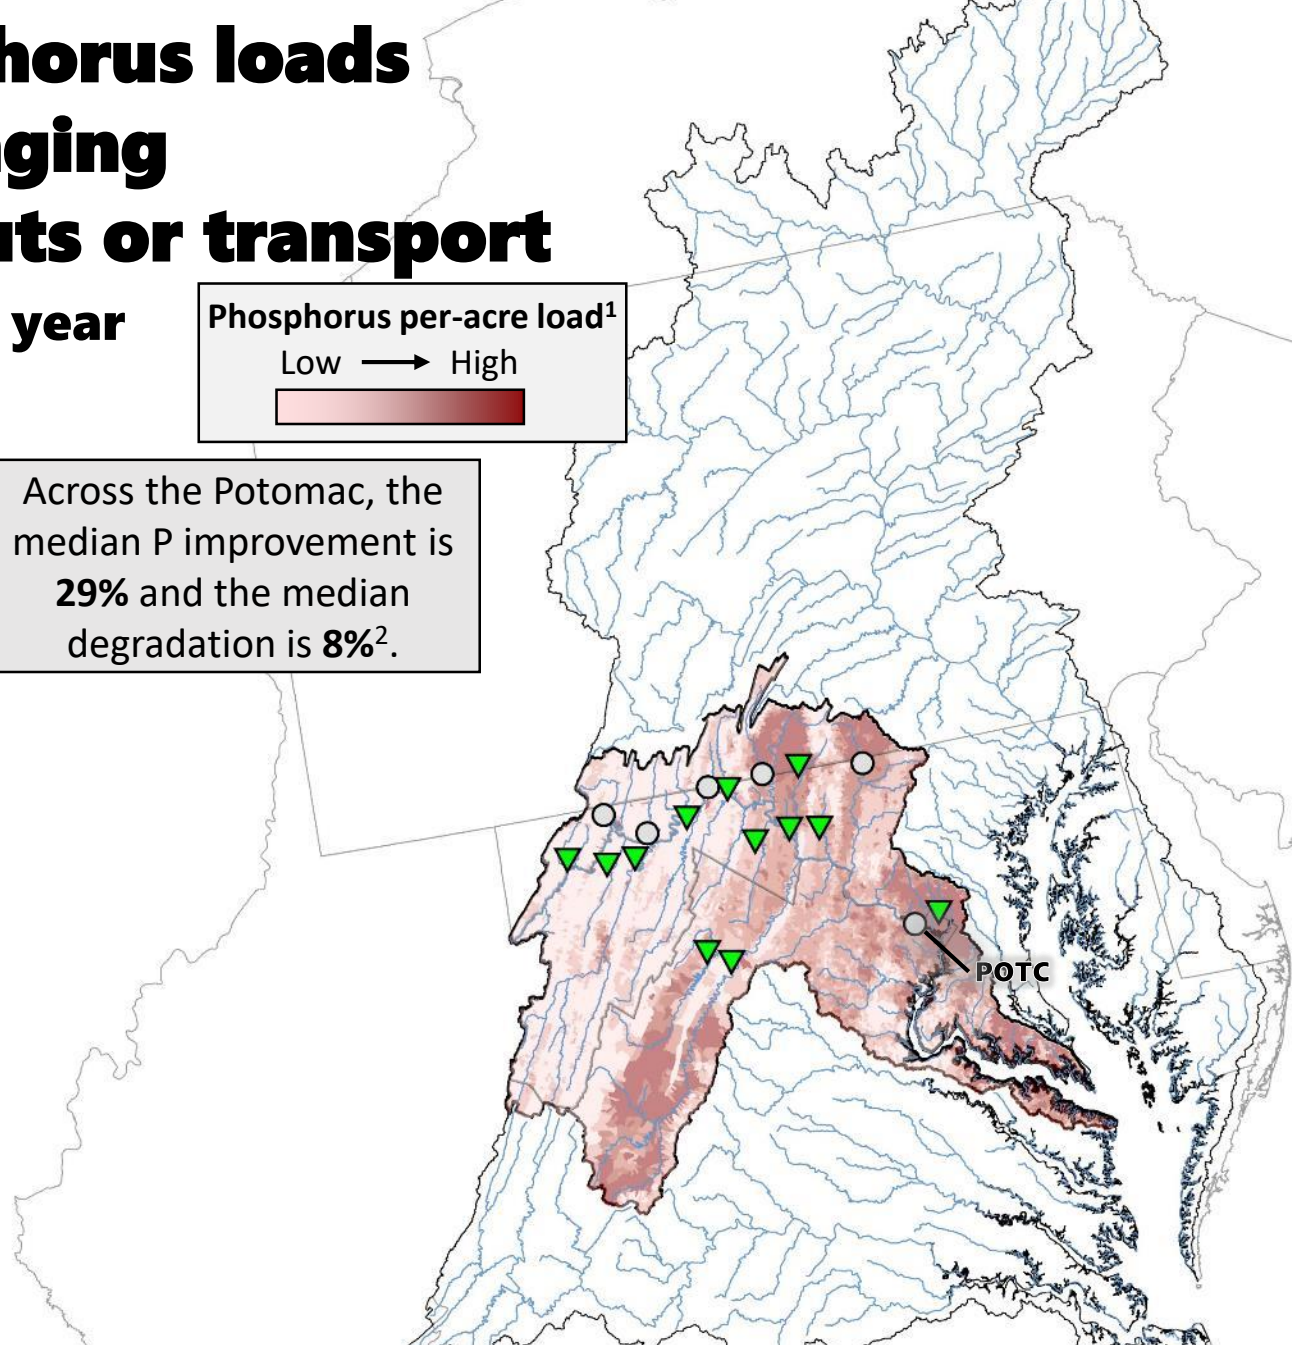 horus loads
ging
uts or transport
year
Phosphorus per-acre load¹
Low → High
Across the Potomac, the
median P improvement is
29% and the median
degradation is 8%².
POTC